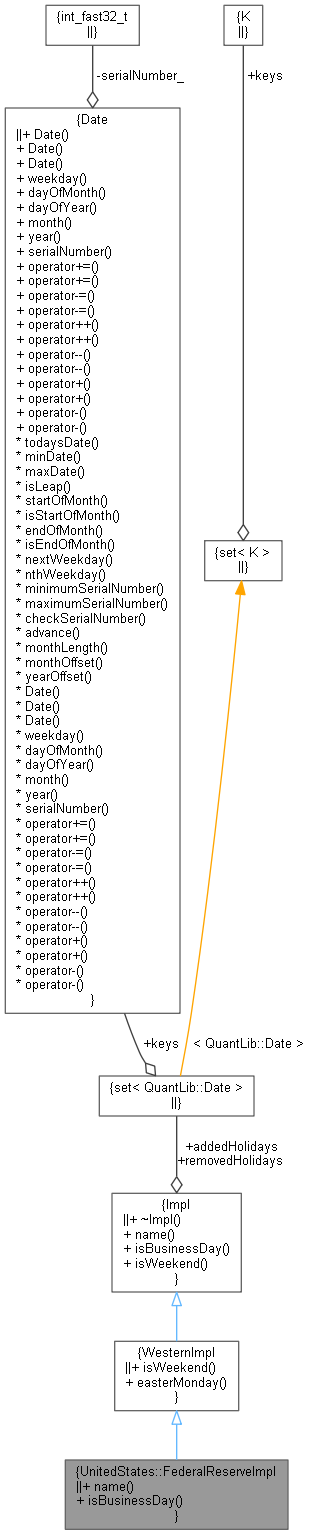 {int_fast32_t
||}
{K
||}
-serialNumber_
+keys
{Date
||+ Date()
+ Date()
+ Date()
+ weekday()
+ dayOfMonth()
+ dayOfYear()
+ month()
+ year()
+ serialNumber()
+ operator+=()
+ operator+=()
+ operator-=()
+ operator-=()
+ operator++()
+ operator++()
+ operator--()
+ operator--()
+ operator+()
+ operator+()
+ operator-()
+ operator-()
* todaysDate()
* minDate()
* maxDate()
* isLeap()
* startOfMonth()
* isStartOfMonth()
* endOfMonth()
* isEndOfMonth()
* nextWeekday()
* nthWeekday()
* minimumSerialNumber()
* maximumSerialNumber()
* checkSerialNumber()
* advance()
* monthLength()
* monthOffset()
* yearOffset()
* Date()
* Date()
* Date()
* weekday()
* dayOfMonth()
* dayOfYear()
* month()
* year()
* serialNumber()
* operator+=()
* operator+=()
* operator-=()
* operator-=()
* operator++()
* operator++()
* operator--()
* operator--()
* operator+()
* operator+()
* operator-()
* operator-()
}
{set< K >
||}
+keys
< QuantLib::Date >
{set< QuantLib::Date >
||}
+addedHolidays
+removedHolidays
{Impl
||+ ~Impl()
+ name()
+ isBusinessDay()
+ isWeekend()
}
{WesternImpl
||+ isWeekend()
+ easterMonday()
}
{UnitedStates::FederalReserveImpl
||+ name()
+ isBusinessDay()
}